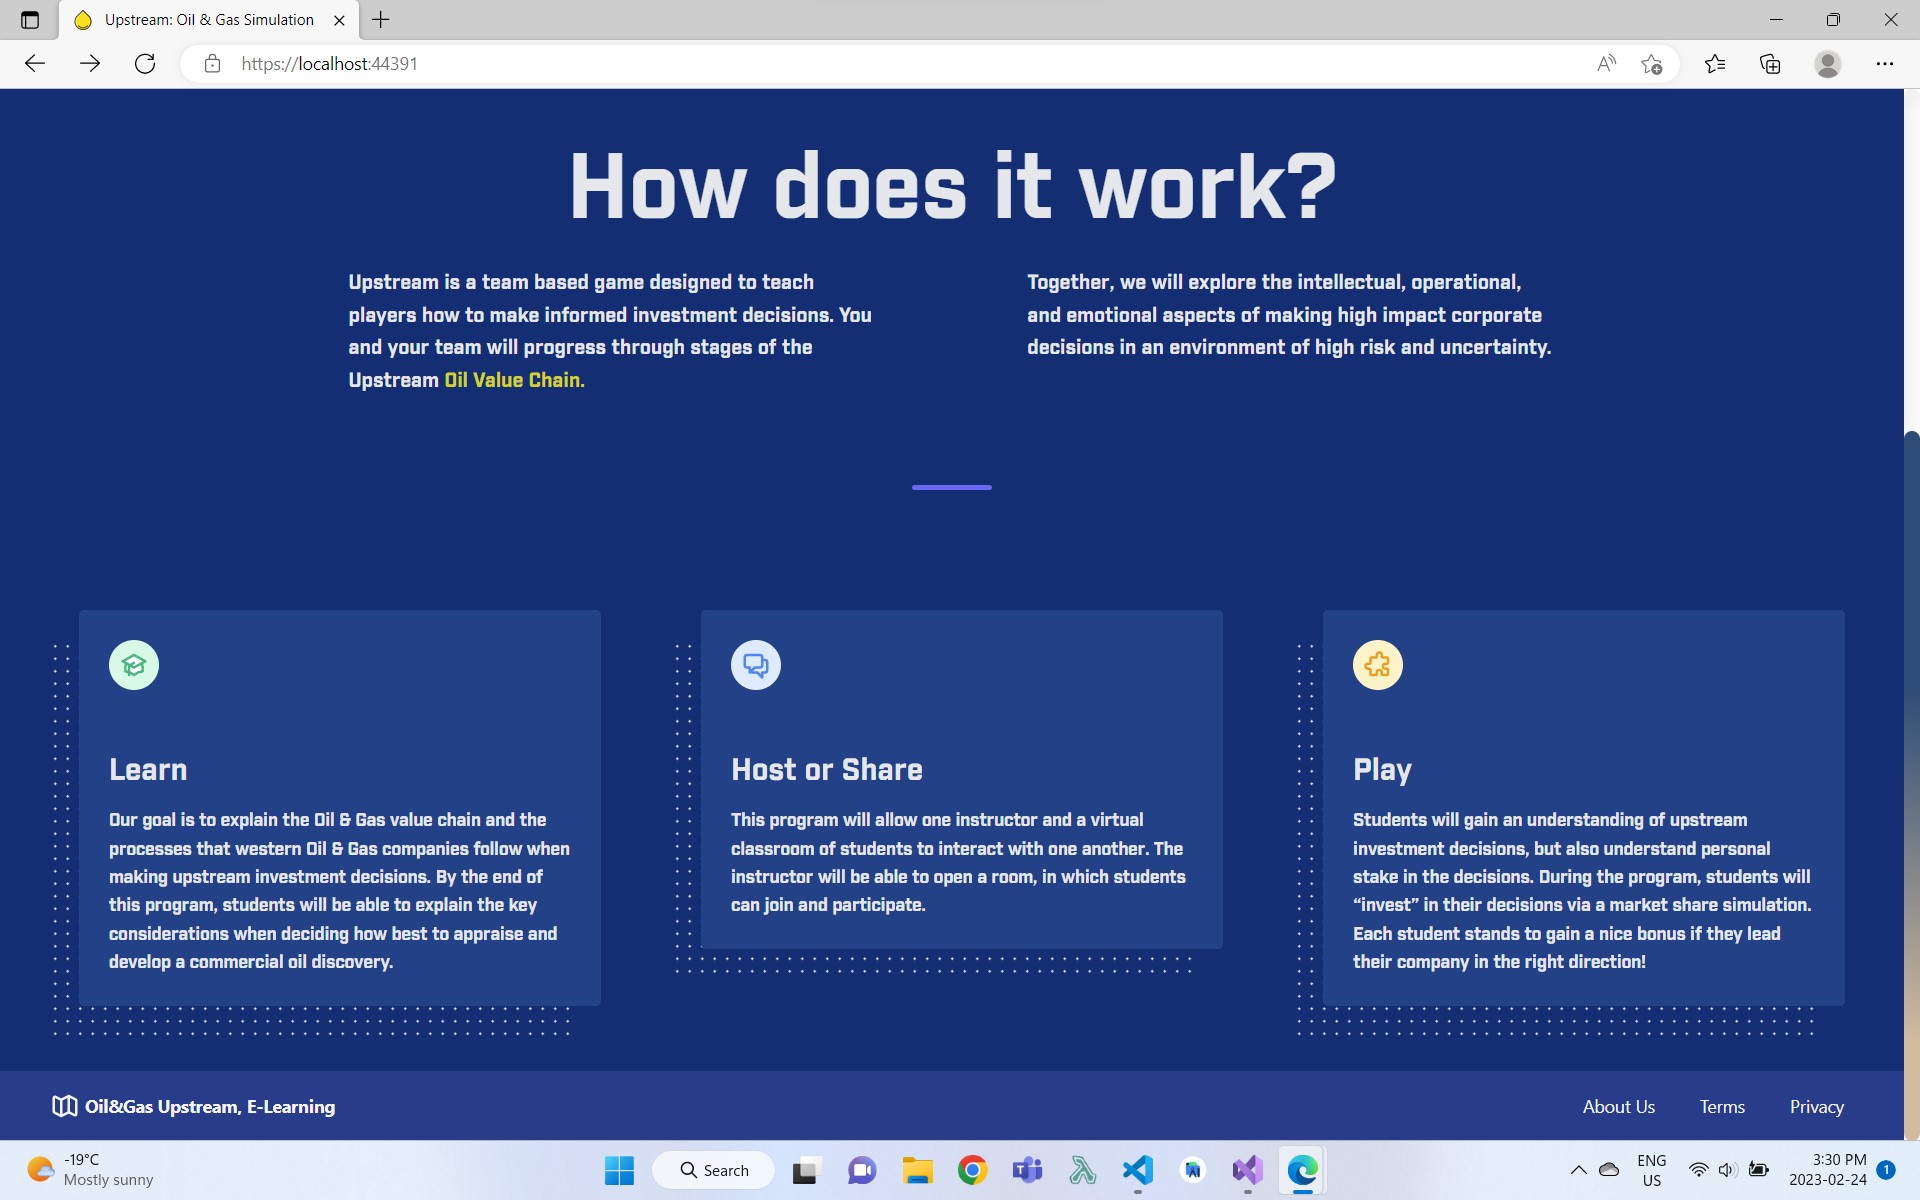 Upstream: Oil & Gas Simulation
https://localhost:44391
How does it work?
Upstream is a team based game designed to teach
players how to make informed investment decisions. You
and your team will progress through stages of the
Upstream Oil Value Chain.
Together, we will explore the intellectual, operational,
and emotional aspects of making high impact corporate
decisions in an environment of high risk and uncertainty.
Learn
Our goal is to explain the Oil & Gas value chain and the
processes that western Oil & Gas companies follow when
making upstream investment decisions. By the end of
this program, students will be able to explain the key
considerations when deciding how best to appraise and
develop a commercial oil discovery.
Host or Share
This program will allow one instructor and a virtual
classroom of students to interact with one another. The
instructor will be able to open a room, in which students
can join and participate.
Play
Students will gain an understanding of upstream
investment decisions, but also understand personal
stake in the decisions. During the program, students will
“invest” in their decisions via a market share simulation.
Each student stands to gain a nice bonus if they lead
their company in the right direction!
Oil&Gas Upstream, E-Learning
About Us
Terms
Privacy
-19°C
Mostly sunny
Search
ENG
US
3:30 PM
2023-02-24
1